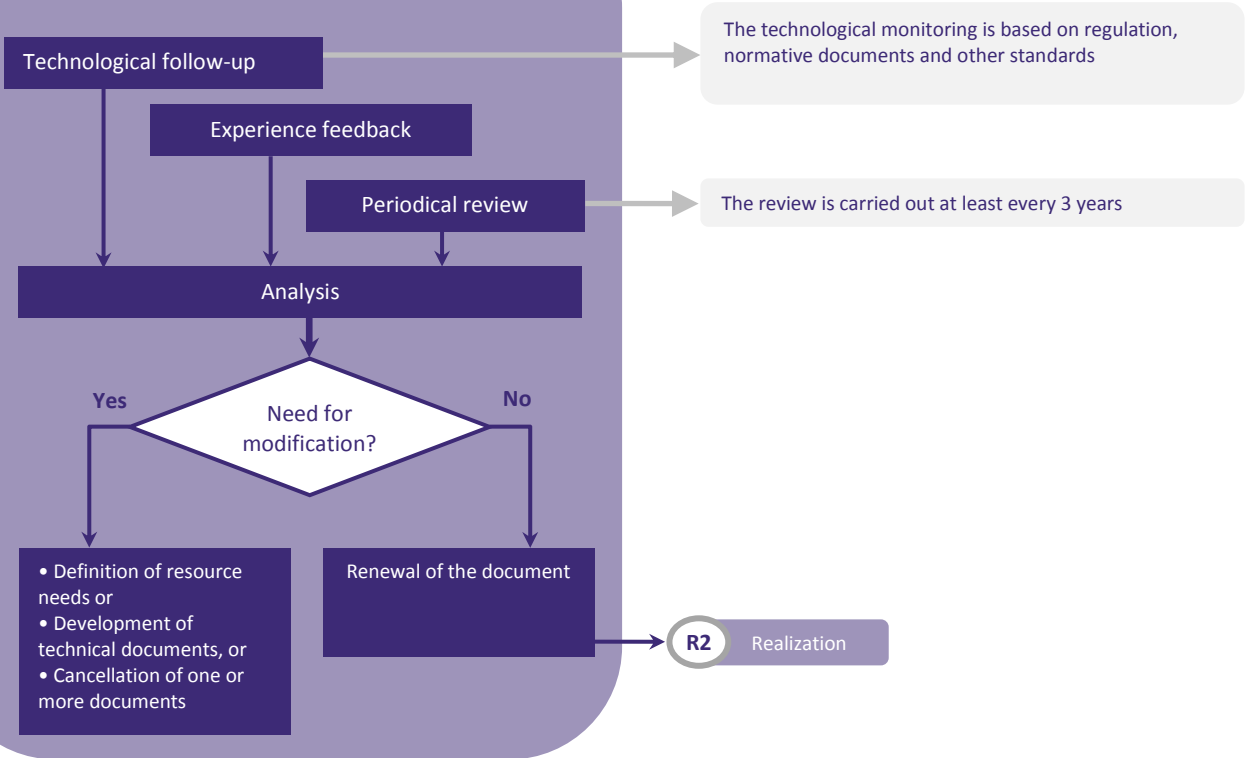 Technological follow-up
The technological monitoring is based on regulation,
normative documents and other standards
Experience feedback
Periodical review
The review is carried out at least every 3 years
Analysis
Yes
No
Need for
modification?
• Definition of resource
needs or
• Development of
technical documents, or
• Cancellation of one or
more documents
Renewal of the document
R2
Realization